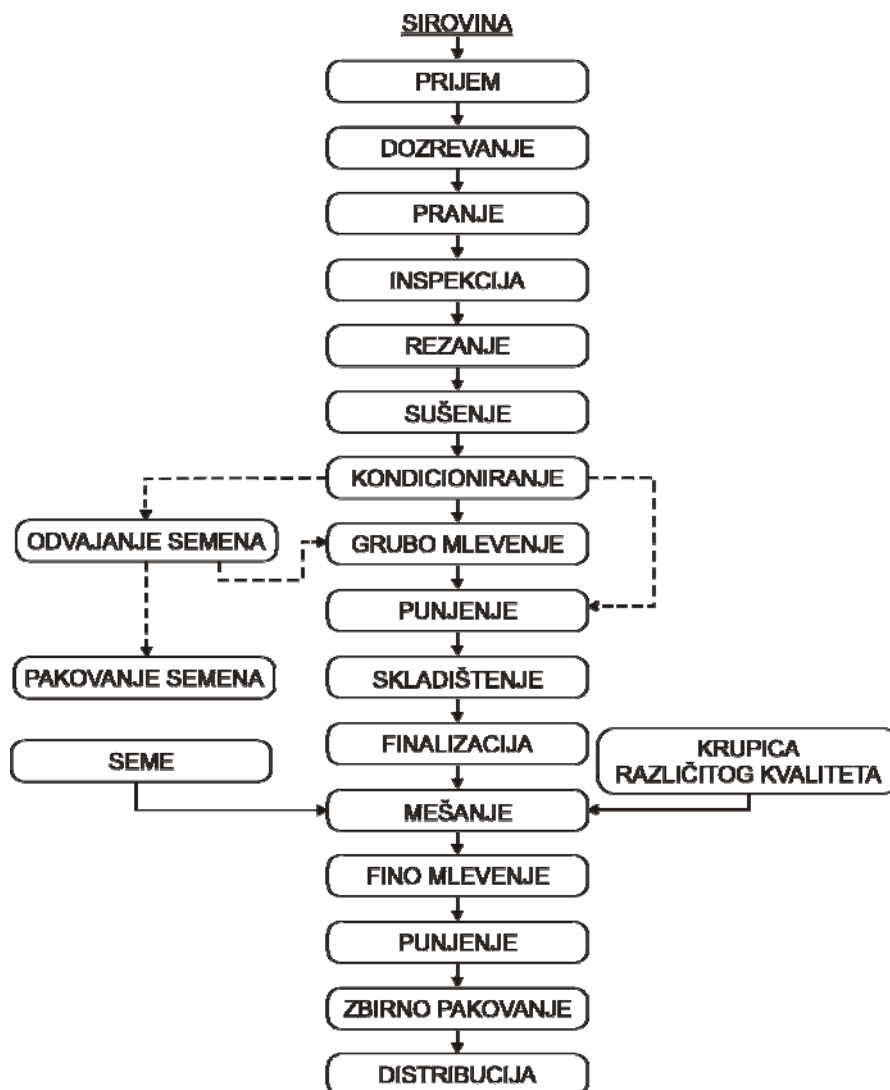 SIROVINA
PRIJEM
DOZREVANJE
PRANJE
INSPEKCIJA
REZANJE
SUŠENJE
KONDICIONIRANJE
ODVAJANJE SEMENA
GRUBO MLEVENJE
PUNJENJE
PAKOVANJE SEMENA
SKLADIŠTENJE
FINALIZACIJA
SEME
KRUPICA
RAZLIČITOG KVALITETA
MEŠANJE
FINO MLEVENJE
PUNJENJE
ZBIRNO PAKOVANJE
DISTRIBUCIJA